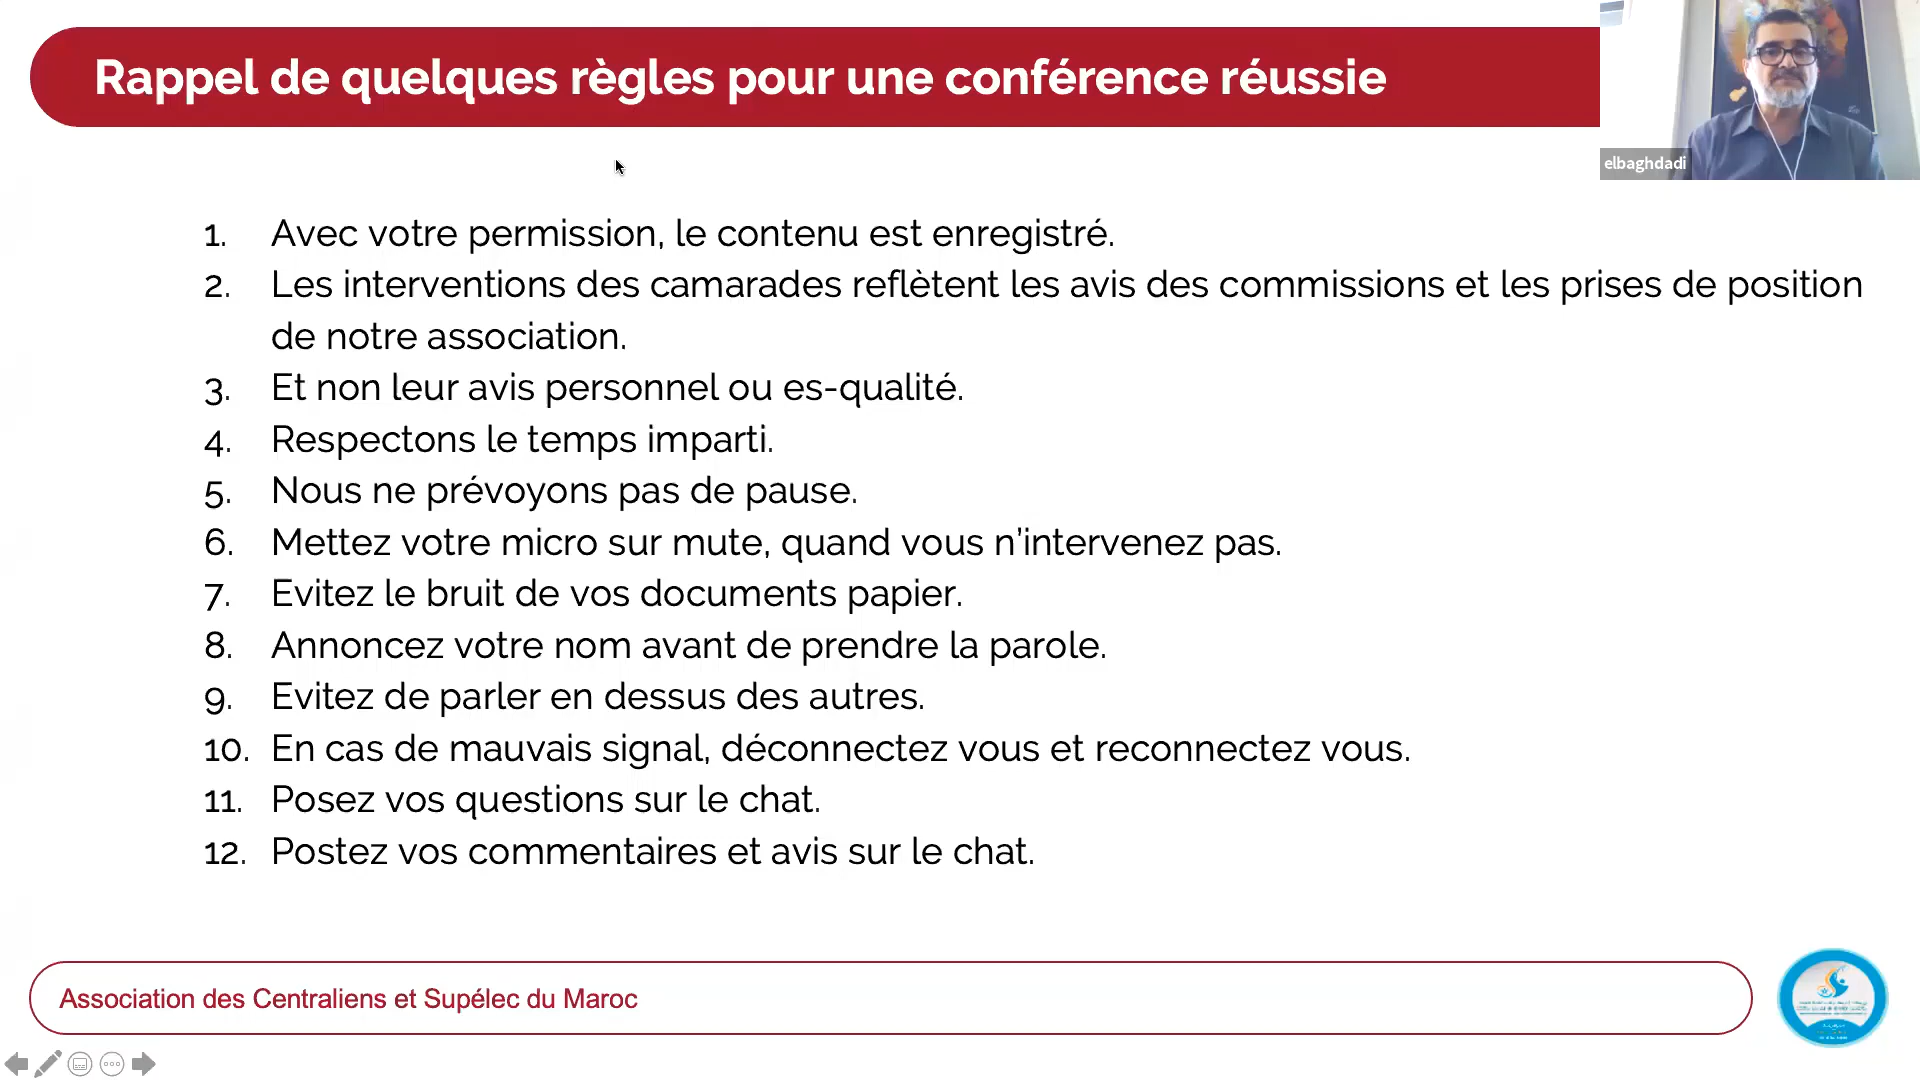 Rappel de quelques règles pour une conférence réussie
elbaghdadi
1. Avec votre permission, le contenu est enregistré.
2. Les interventions des camarades reflètent les avis des commissions et les prises de position
de notre association.
3. Et non leur avis personnel ou es-qualité.
4. Respectons le temps imparti.
5. Nous ne prévoyons pas de pause.
6. Mettez votre micro sur mute, quand vous n'intervenez pas.
7. Evitez le bruit de vos documents papier.
8. Annoncez votre nom avant de prendre la parole.
9. Evitez de parler en dessus des autres.
10. En cas de mauvais signal, déconnectez vous et reconnectez vous.
11. Posez vos questions sur le chat.
12. Postez vos commentaires et avis sur le chat.
Association des Centraliens et Supélec du Maroc